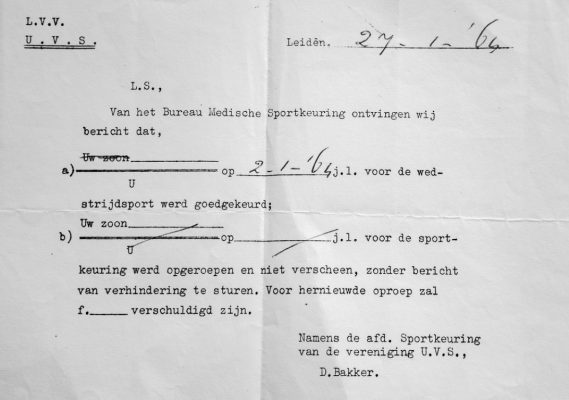 L.V.V.
U.V.S.
Leidên. 27-1-'64
L.S.,
Van het Bureau Medische Sportkeuring ontvingen wij
bericht dat,
Uw zoon
a) op 2-1-'64 j.l. voor de wed-
U
strijdsport werd goedgekeurd;
Uw zoon
b) op j.l. voor de sport-
U
keuring werd opgeroepen en niet verscheen, zonder bericht
van verhindering te sturen. Voor hernieuwde oproep zal
f. verschuldigd zijn.
Namens de afd. Sportkeuring
van de vereniging U.V.S.,
D.Bakker.